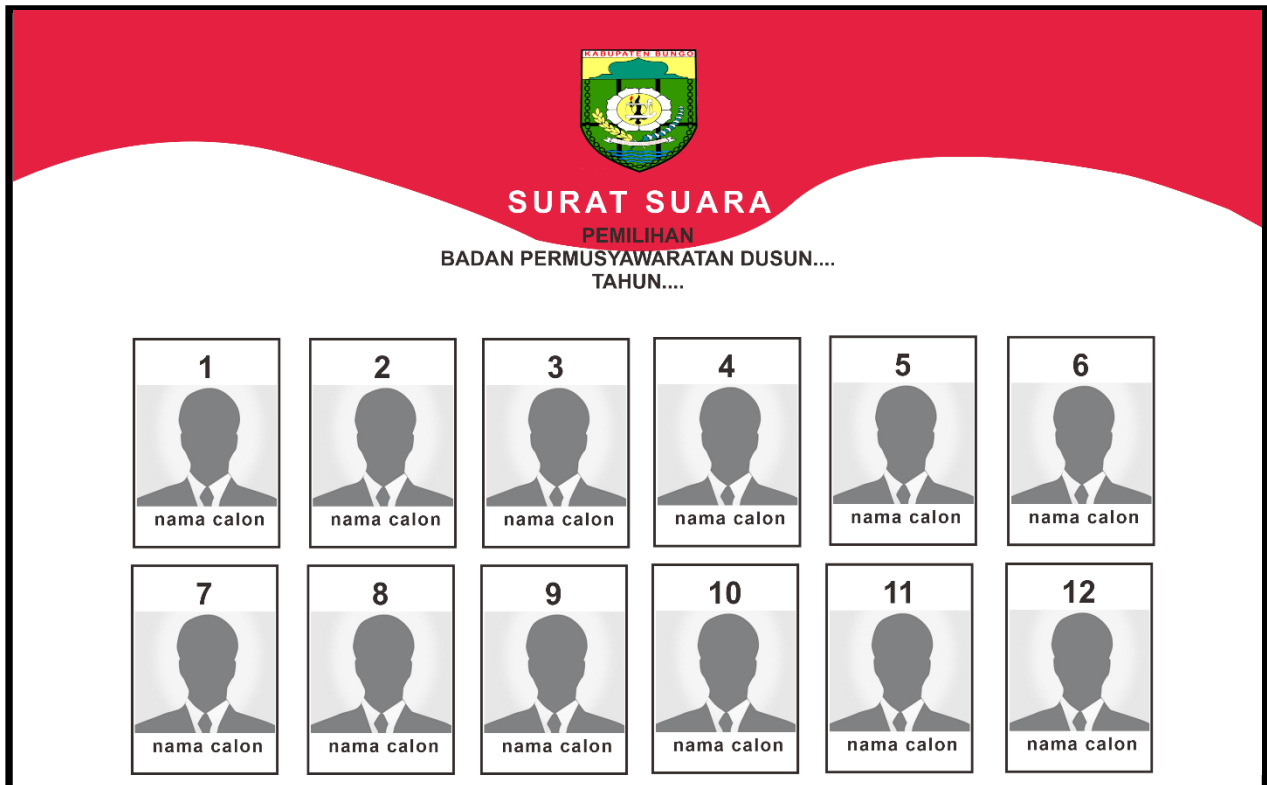 KABUPATEN BUNGO
SURAT SUARA
PEMILIHAN
BADAN PERMUSYAWARATAN DUSUN....
TAHUN....
1 2 3 4 5 6
nama calon nama calon nama calon nama calon nama calon nama calon
7 8 9 10 11 12
nama calon nama calon nama calon nama calon nama calon nama calon